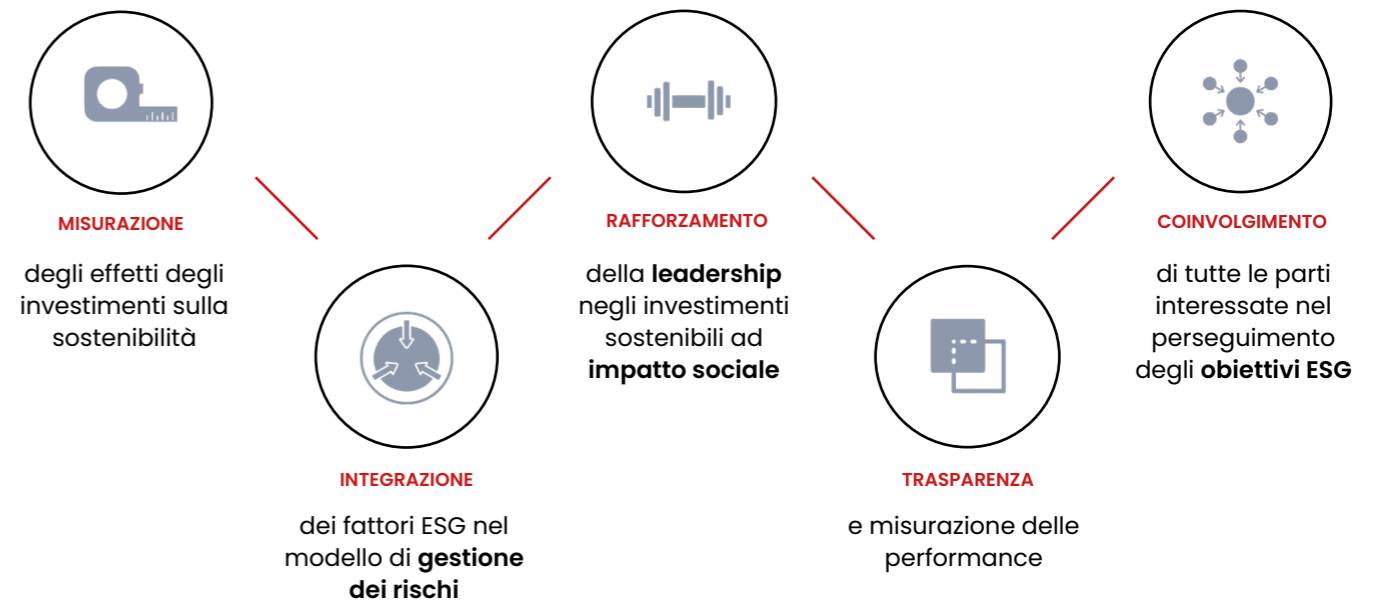 MISURAZIONE
degli effetti degli
investimenti sulla
sostenibilità
INTEGRAZIONE
dei fattori ESG nel
modello di gestione
dei rischi
RAFFORZAMENTO
della leadership
negli investimenti
sostenibili ad
impatto sociale
TRASPARENZA
e misurazione delle
performance
COINVOLGIMENTO
di tutte le parti
interessate nel
perseguimento
degli obiettivi ESG